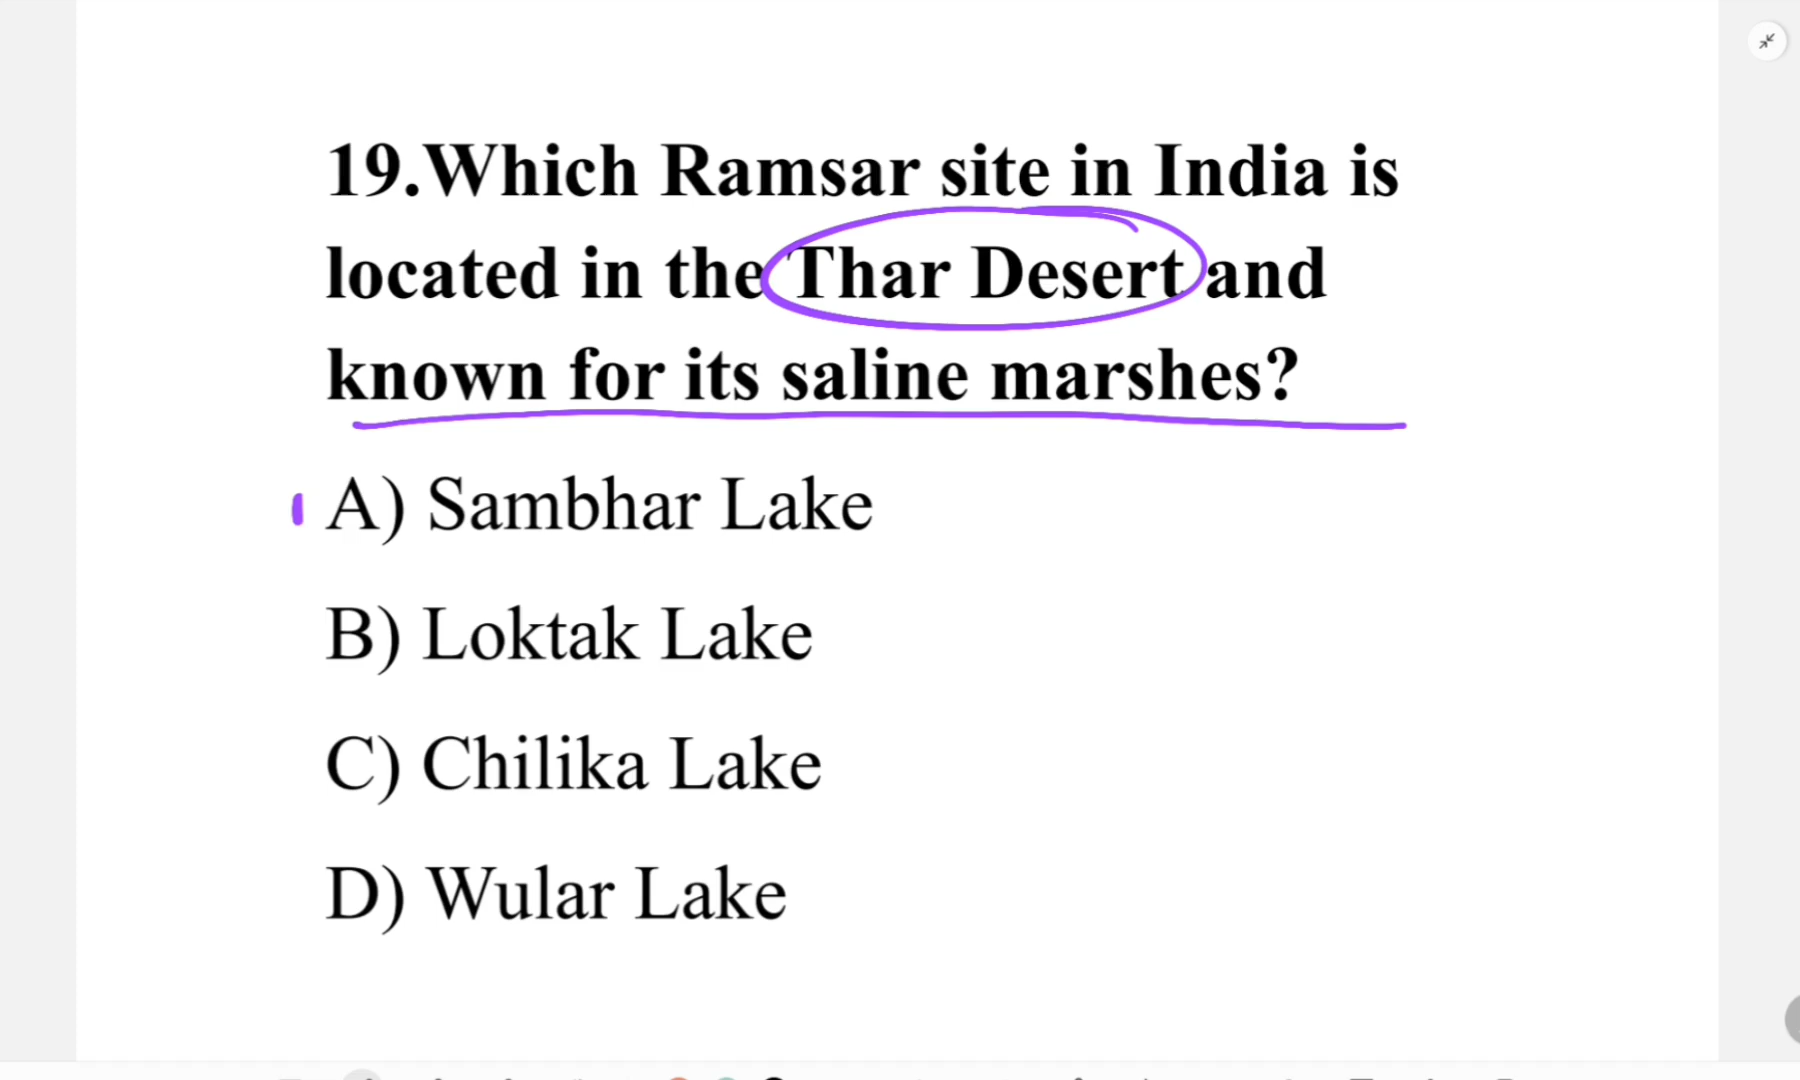 19.Which Ramsar site in India is
located in the Thar Desert and
known for its saline marshes?
A) Sambhar Lake
B) Loktak Lake
C) Chilika Lake
D) Wular Lake